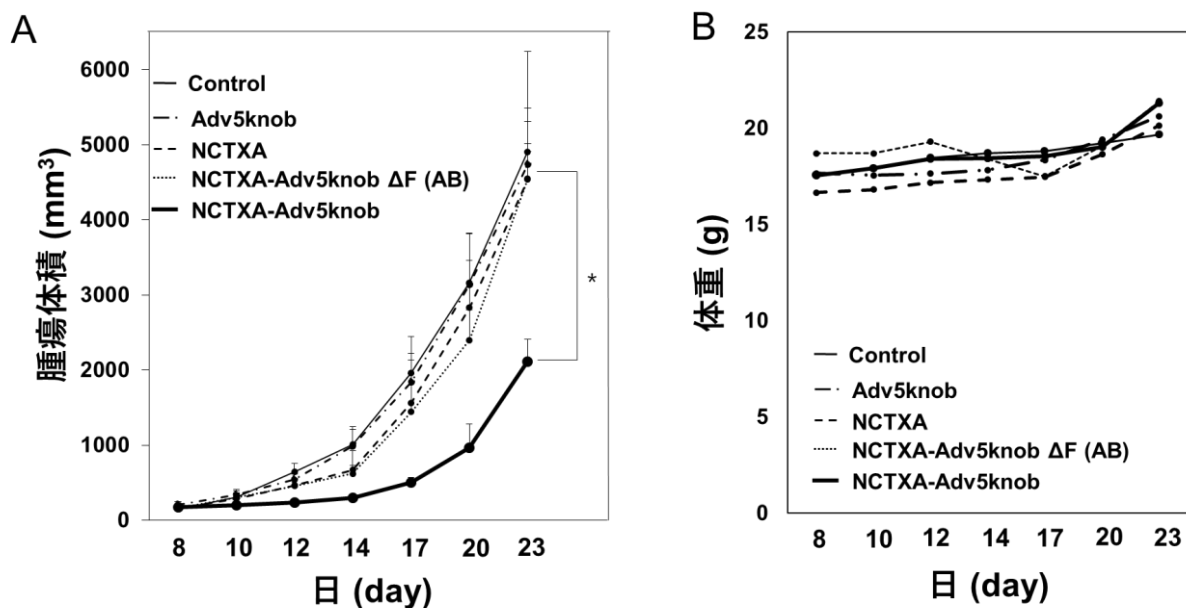 A
腫瘍体積 (mm3)
6000
5000
4000
3000
2000
1000
0
Control
Adv5knob
NCTXA
NCTXA-Adv5knob ΔF (AB)
NCTXA-Adv5knob
*
8 10 12 14 17 20 23
日 (day)
B
体重 (g)
25
20
15
10
5
0
Control
Adv5knob
NCTXA
NCTXA-Adv5knob ΔF (AB)
NCTXA-Adv5knob
8 10 12 14 17 20 23
日 (day)